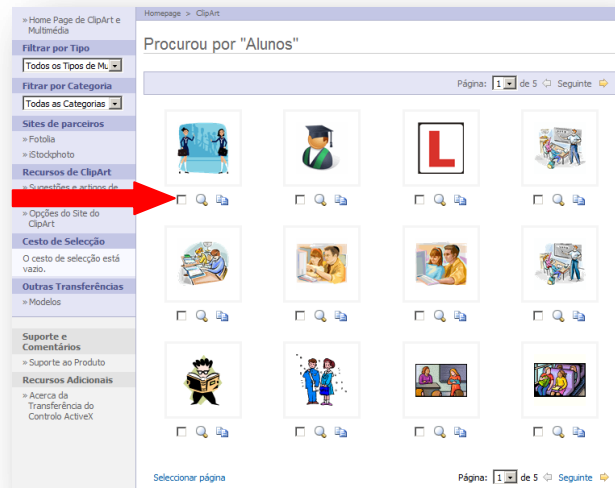 » Home Page de ClipArt e
Multimédia
Filtrar por Tipo
Todos os Tipos de Mu
Fitrar por Categoria
Todas as Categorias
Sites de parceiros
» Fotolia
» iStockphoto
Recursos de ClipArt
» Sugestões e artigos de
» Opções do Site do
ClipArt
Cesto de Selecção
O cesto de selecção está
vazio.
Outras Transferências
» Modelos
Suporte e
Comentários
» Suporte ao Produto
Recursos Adicionais
» Acerca da
Transferência do
Controlo ActiveX
Homepage > ClipArt
Procurou por "Alunos"
Página: 1 de 5 Seguinte
L
Seleccionar página
Página: 1 de 5 Seguinte